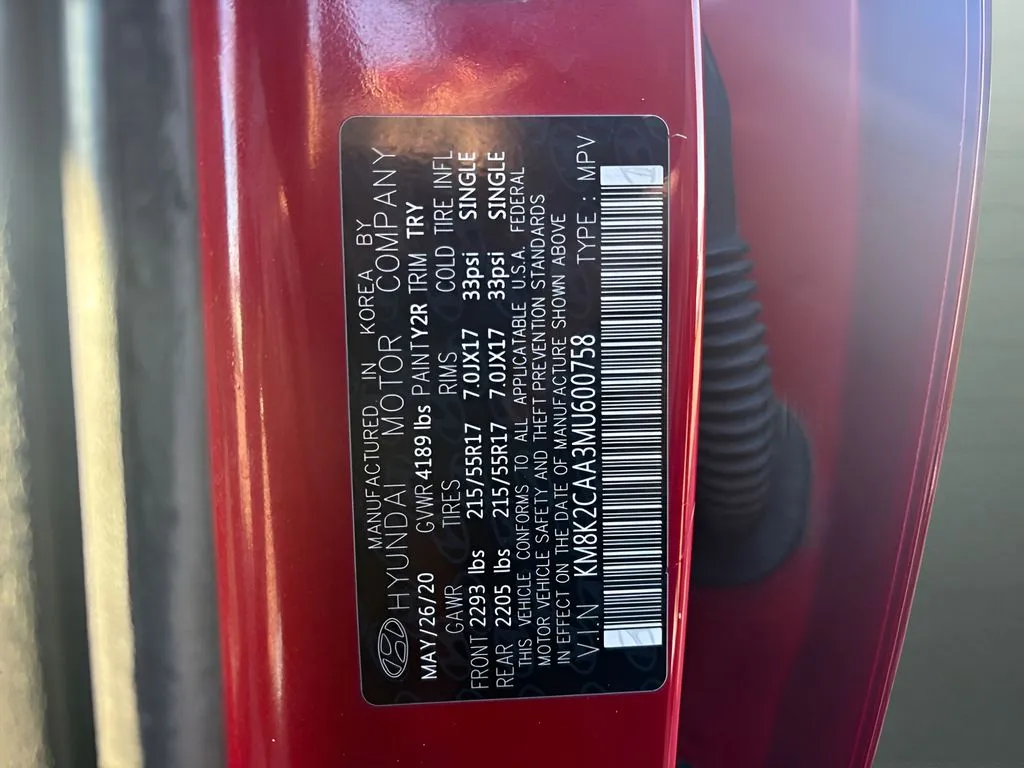 MANUFACTURED IN KOREA BY
HYUNDAI MOTOR COMPANY
MAY/26/20 GVWR 4189 lbs PAINT Y2R TRIM TRY
GAWR TIRES RIMS COLD TIRE INFL
FRONT 2293 lbs 215/55R17 7.0JX17 33psi SINGLE
REAR 2205 lbs 215/55R17 7.0JX17 33psi SINGLE
THIS VEHICLE CONFORMS TO ALL APPLICATABLE U.S.A. FEDERAL
MOTOR VEHICLE SAFETY AND THEFT PREVENTION STANDARDS
IN EFFECT ON THE DATE OF MANUFACTURE SHOWN ABOVE
V.I.N KM8K2CAA3MU600758 TYPE : MPV